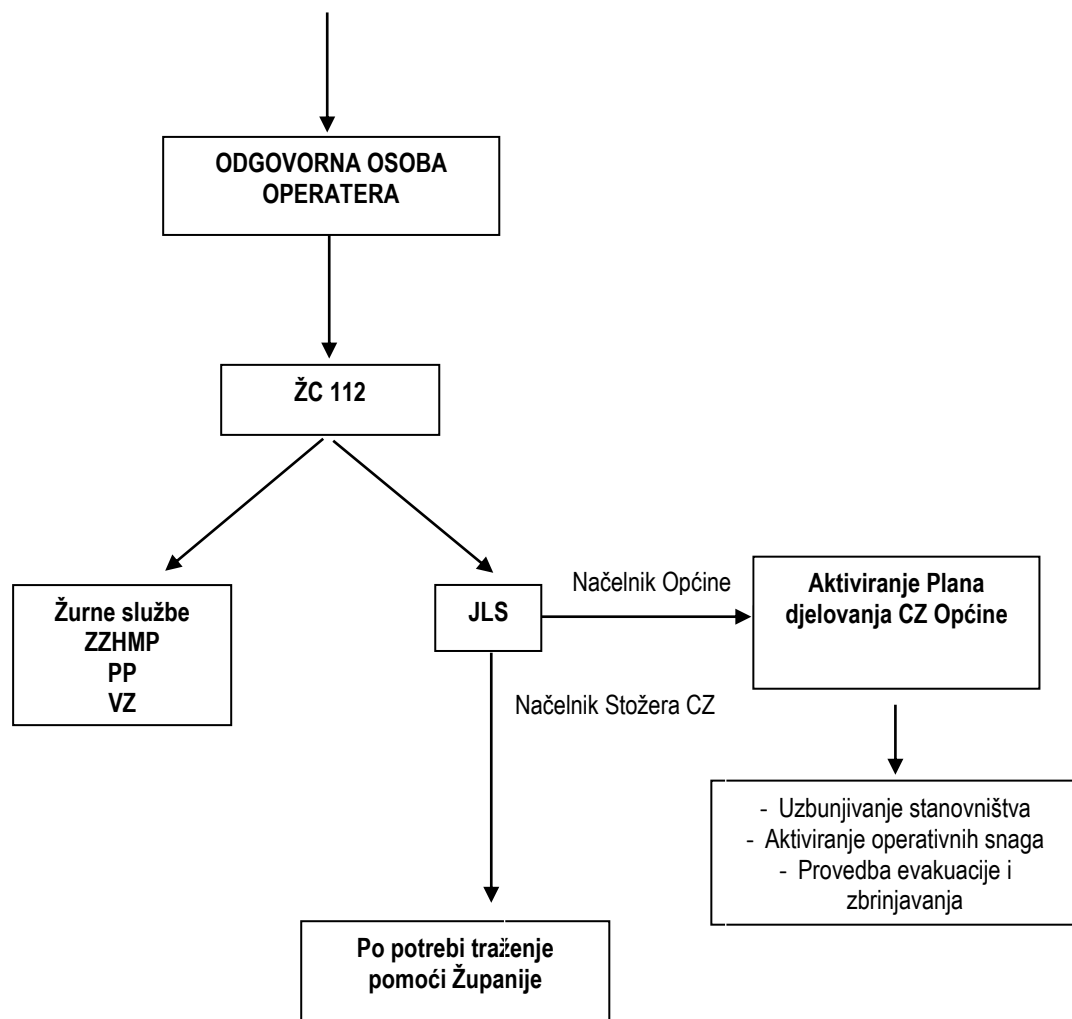 ODGOVORNA OSOBA
OPERATERA
ŽC 112
Žurne službe
ZZHMP
PP
VZ
JLS
Načelnik Općine
Aktiviranje Plana
djelovanja CZ Općine
Načelnik Stožera CZ
- Uzbunjivanje stanovništva
- Aktiviranje operativnih snaga
- Provedba evakuacije i
zbrinjavanja
Po potrebi traženje
pomoći Županije